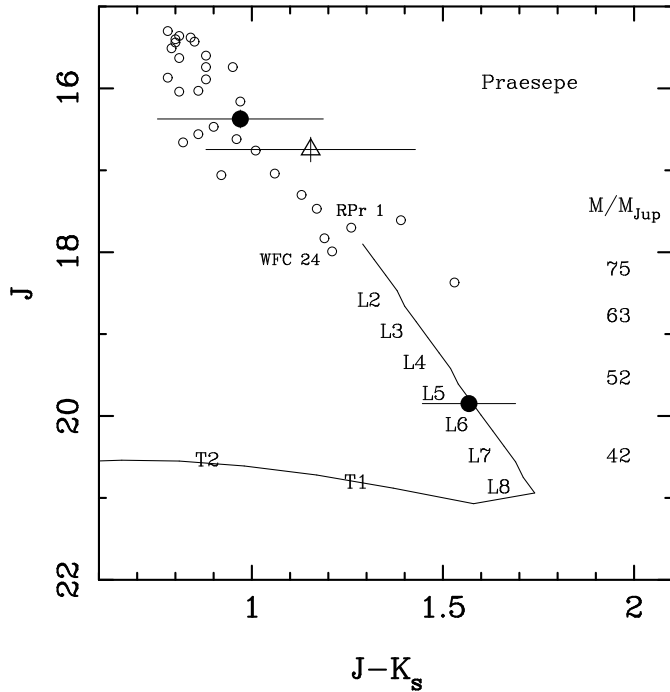 Praesepe
16
M/M_Jup
RPr 1
18
WFC 24
75
J
L2
63
L3
L4
52
L5
20
L6
L7
42
T2
T1
L8
22
1
1.5
2
J−K_s